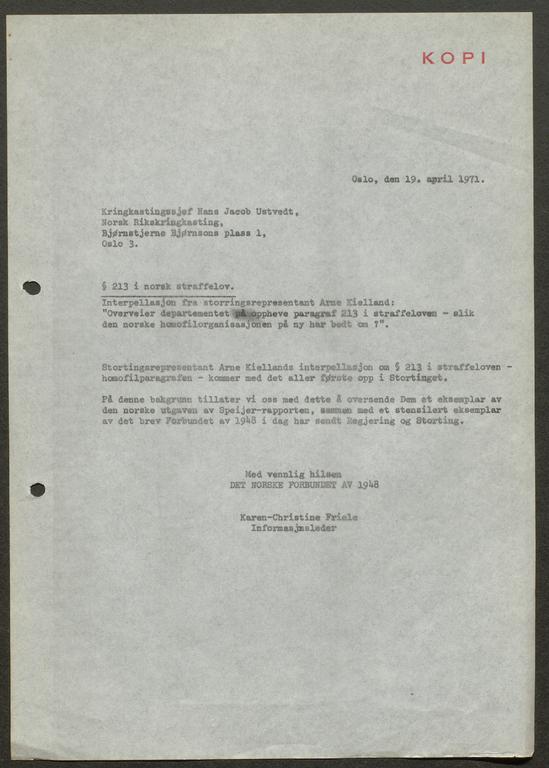 KOPI
Oslo, den 19. april 1971.
Kringkastingssjef Hans Jacob Ustvedt,
Norsk Rikskringkasting,
Bjørnstjerne Bjørnsons plass 1,
Oslo 3.
§ 213 i norsk straffelov.
Interpellasjon fra storringsrepresentant Arne Kielland:
"Overveier departementet på oppheve paragraf 213 i straffeloven - slik
den norske homofilorganisasjonen på ny har bedt om ?".
Stortingsrepresentant Arne Kiellands interpellasjon om § 213 i straffeloven -
homofilparagrafen - kommer med det aller første opp i Stortinget.
På denne bakgrunn tillater vi oss med dette å oversende Dem et eksemplar av
den norske utgaven av Speijer-rapporten, sammen med et stensilert eksemplar
av det brev Forbundet av 1948 i dag har sendt Regjering og Storting.
Med vennlig hilsen
DET NORSKE FORBUNDET AV 1948
Karen-Christine Friele
Informasjonsleder